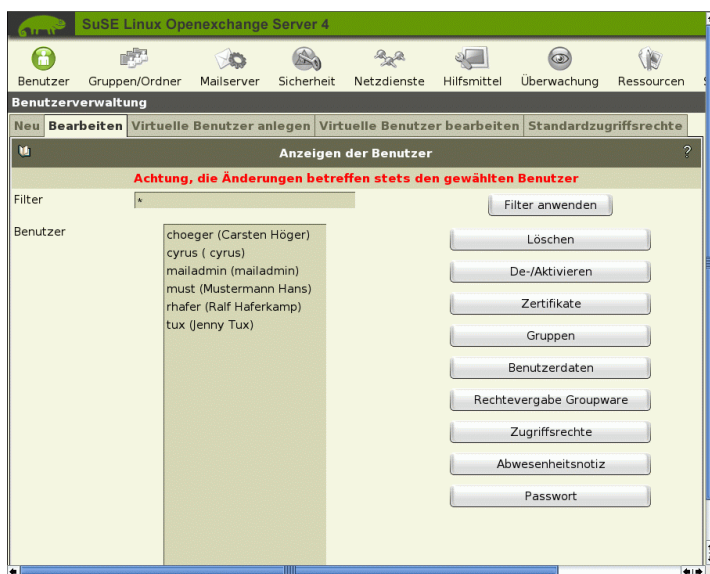 SuSE Linux Openexchange Server 4
Benutzer Gruppen/Ordner Mailserver Sicherheit Netzdienste Hilfsmittel Überwachung Ressourcen
Benutzerverwaltung
Neu Bearbeiten Virtuelle Benutzer anlegen Virtuelle Benutzer bearbeiten Standardzugriffsrechte
Anzeigen der Benutzer ?
Achtung, die Änderungen betreffen stets den gewählten Benutzer
Filter * Filter anwenden
Benutzer
choeger (Carsten Höger)
cyrus ( cyrus)
mailadmin (mailadmin)
must (Mustermann Hans)
rhafer (Ralf Haferkamp)
tux (Jenny Tux)
Löschen
De-/Aktivieren
Zertifikate
Gruppen
Benutzerdaten
Rechtevergabe Groupware
Zugriffsrechte
Abwesenheitsnotiz
Passwort